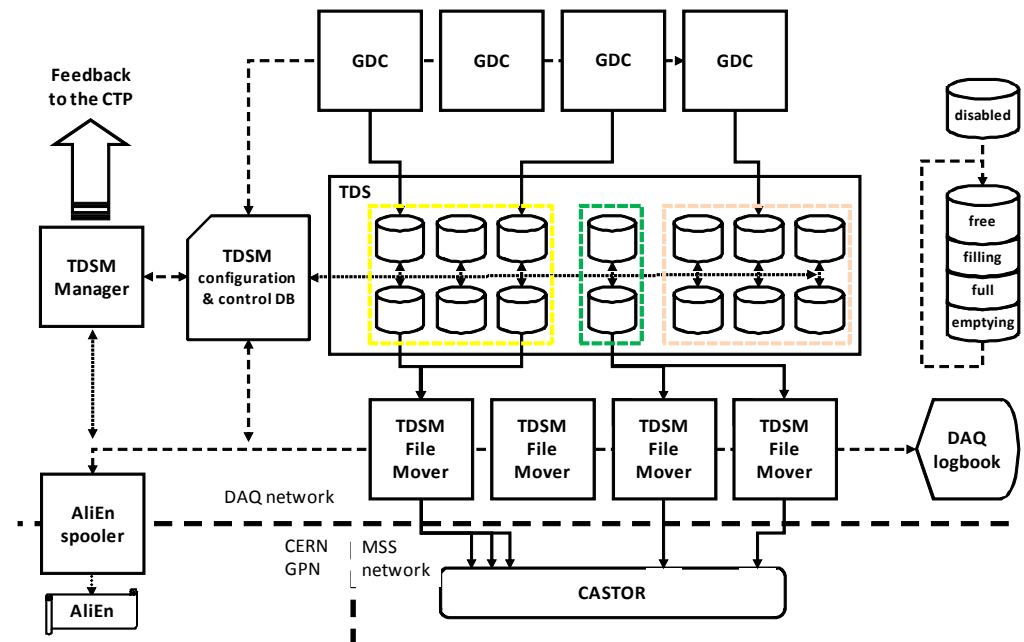 GDC
GDC
GDC
GDC
Feedback
to the CTP
disabled
TDS
free
filling
full
emptying
TDSM
Manager
TDSM
configuration
& control DB
TDSM
File
Mover
TDSM
File
Mover
TDSM
File
Mover
TDSM
File
Mover
DAQ
logbook
DAQ network
AliEn
spooler
CERN
GPN
MSS
network
CASTOR
AliEn